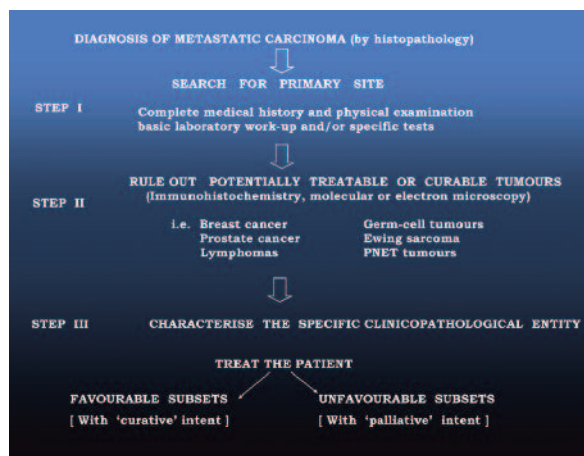 DIAGNOSIS OF METASTATIC CARCINOMA (by histopathology)
SEARCH FOR PRIMARY SITE
STEP I
Complete medical history and physical examination
basic laboratory work-up and/or specific tests
RULE OUT POTENTIALLY TREATABLE OR CURABLE TUMOURS
STEP II
(Immunohistochemistry, molecular or electron microscopy)
i.e. Breast cancer Germ-cell tumours
Prostate cancer Ewing sarcoma
Lymphomas PNET tumours
STEP III CHARACTERISE THE SPECIFIC CLINICOPATHOLOGICAL ENTITY
TREAT THE PATIENT
FAVOURABLE SUBSETS UNFAVOURABLE SUBSETS
[ With 'curative' intent ] [ With 'palliative' intent ]